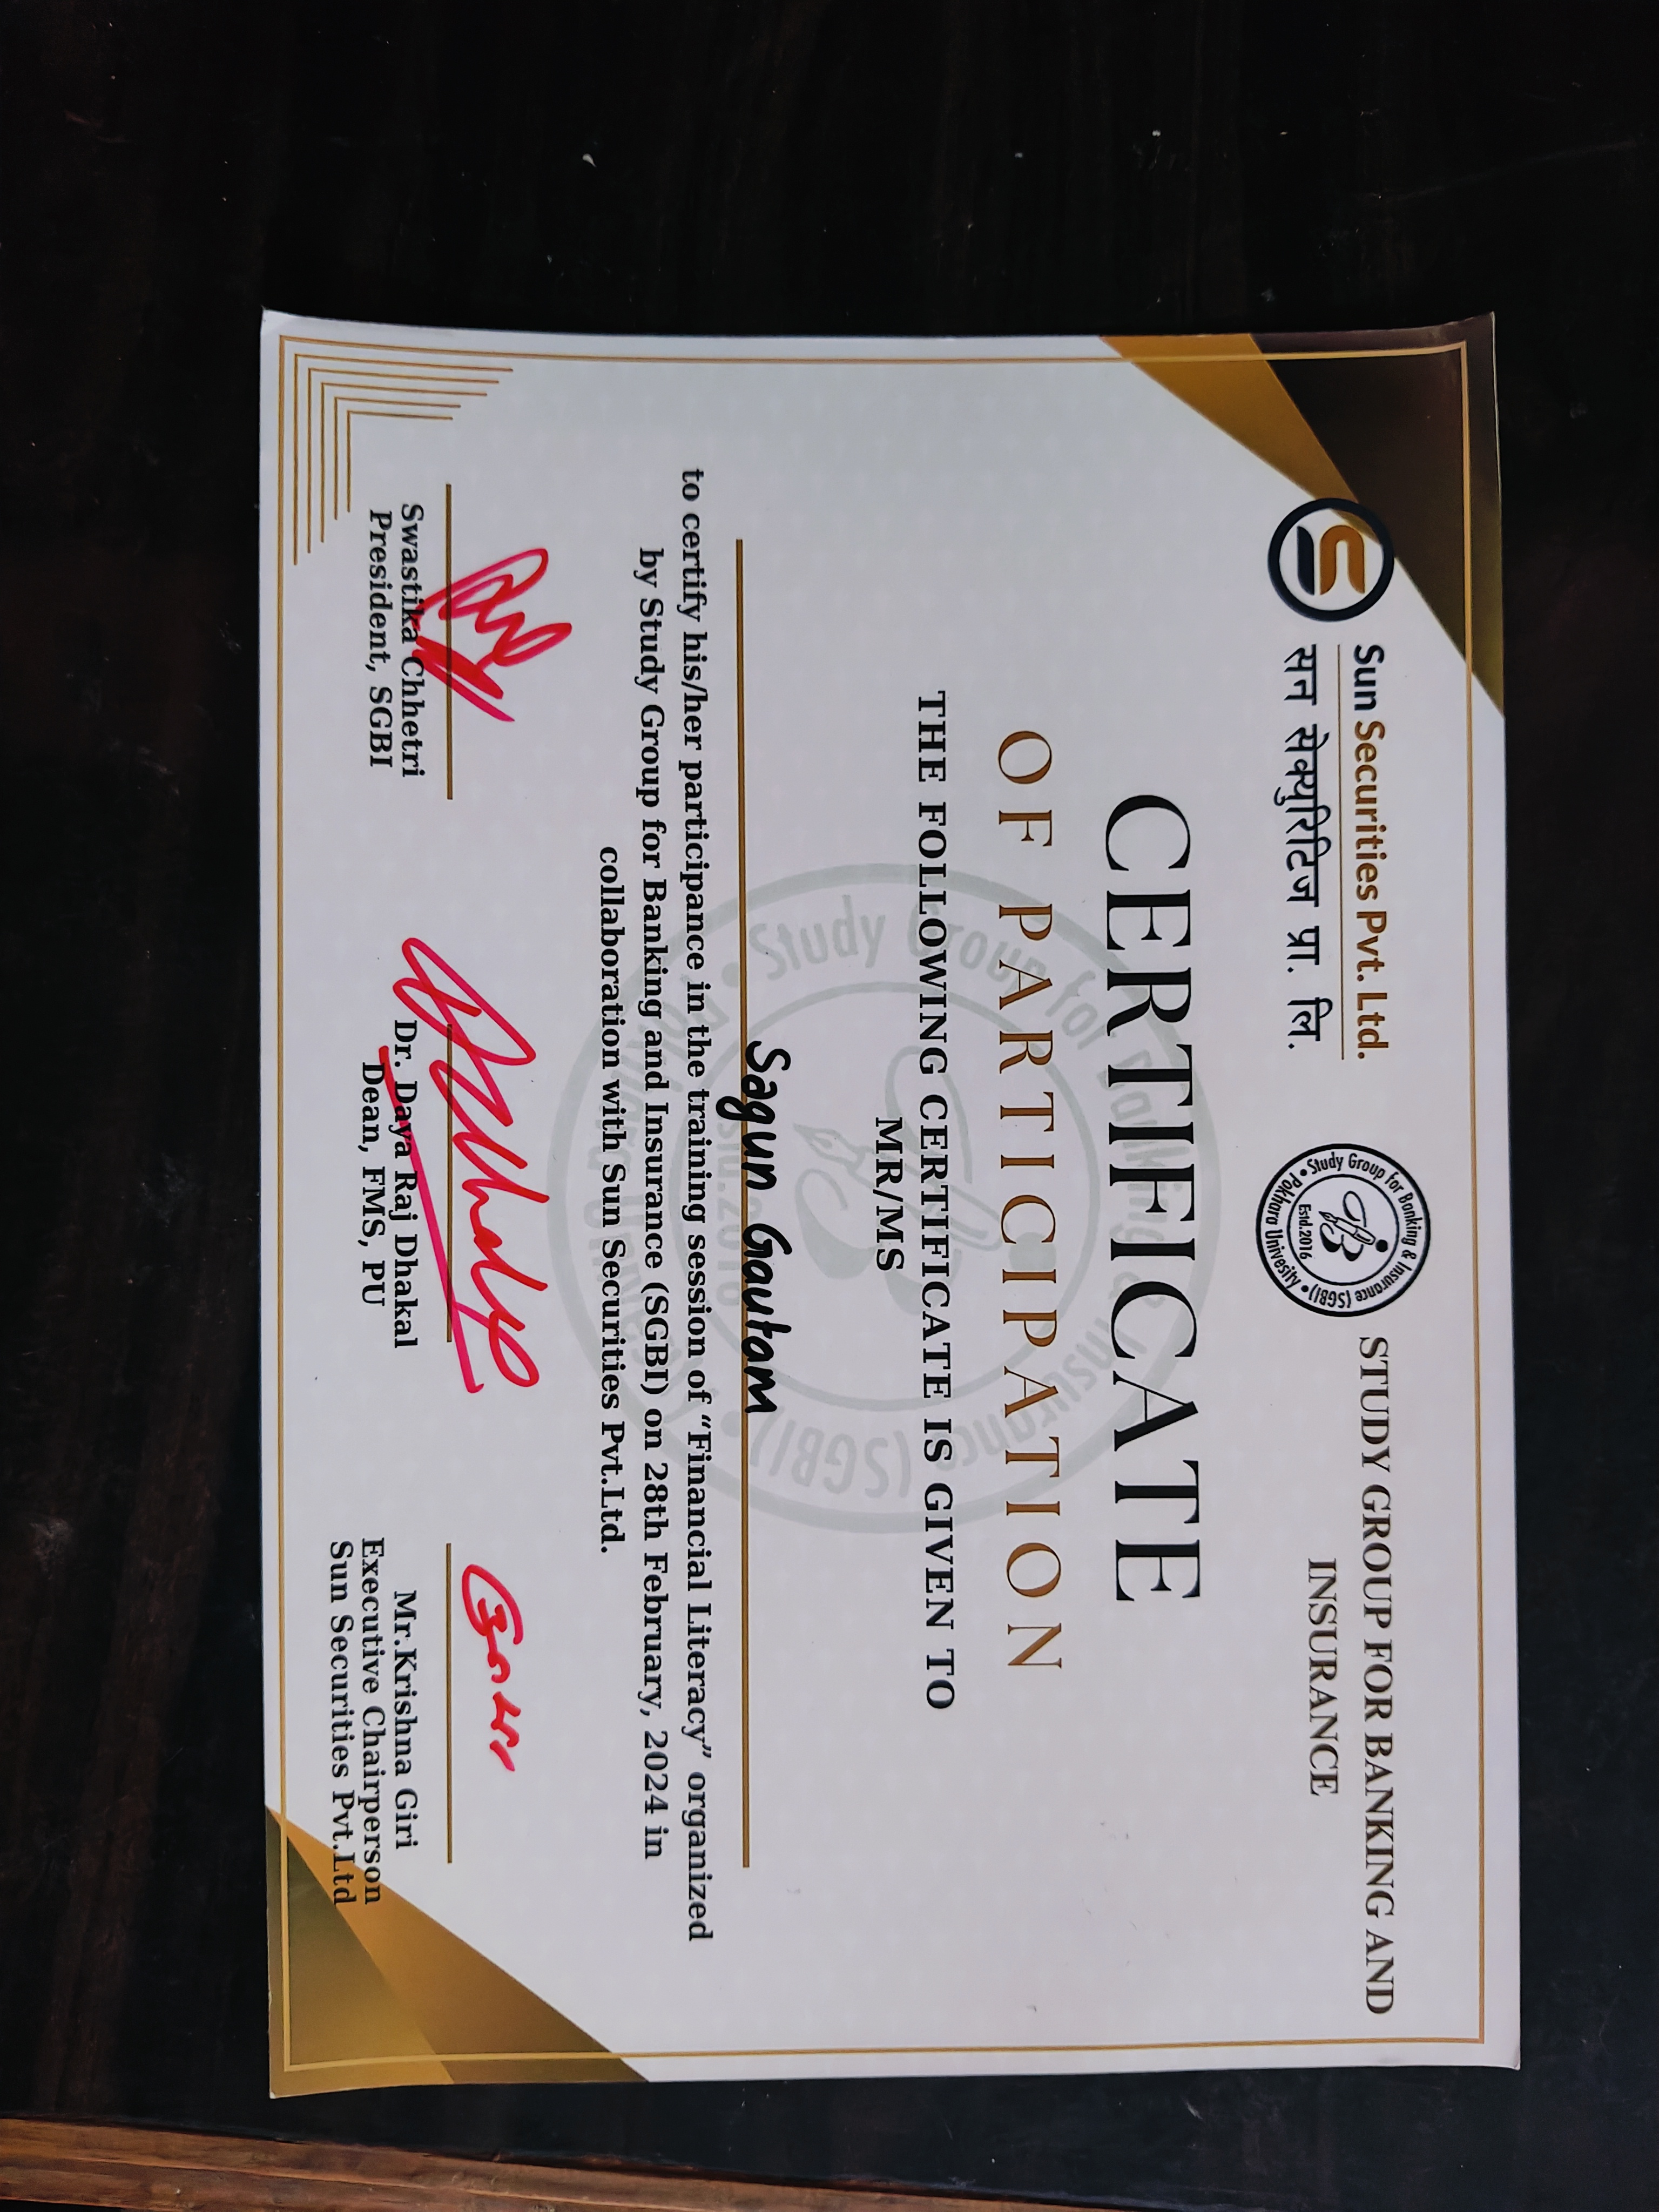 Sun Securities Pvt. Ltd.
सन सेक्युरिटिज प्रा. लि.
Study Group for Banking & Insurance (SGBI)
Estd.2016
Pokhara Univesity
STUDY GROUP FOR BANKING AND
INSURANCE
CERTIFICATE
OF PARTICIPATION
THE FOLLOWING CERTIFICATE IS GIVEN TO
MR/MS
Sagun Gautam
to certify his/her participance in the training session of “Financial Literacy” organized
by Study Group for Banking and Insurance (SGBI) on 28th February, 2024 in
collaboration with Sun Securities Pvt.Ltd.
Swastika Chhetri
President, SGBI
Dr. Daya Raj Dhakal
Dean, FMS, PU
Mr.Krishna Giri
Executive Chairperson
Sun Securities Pvt.Ltd